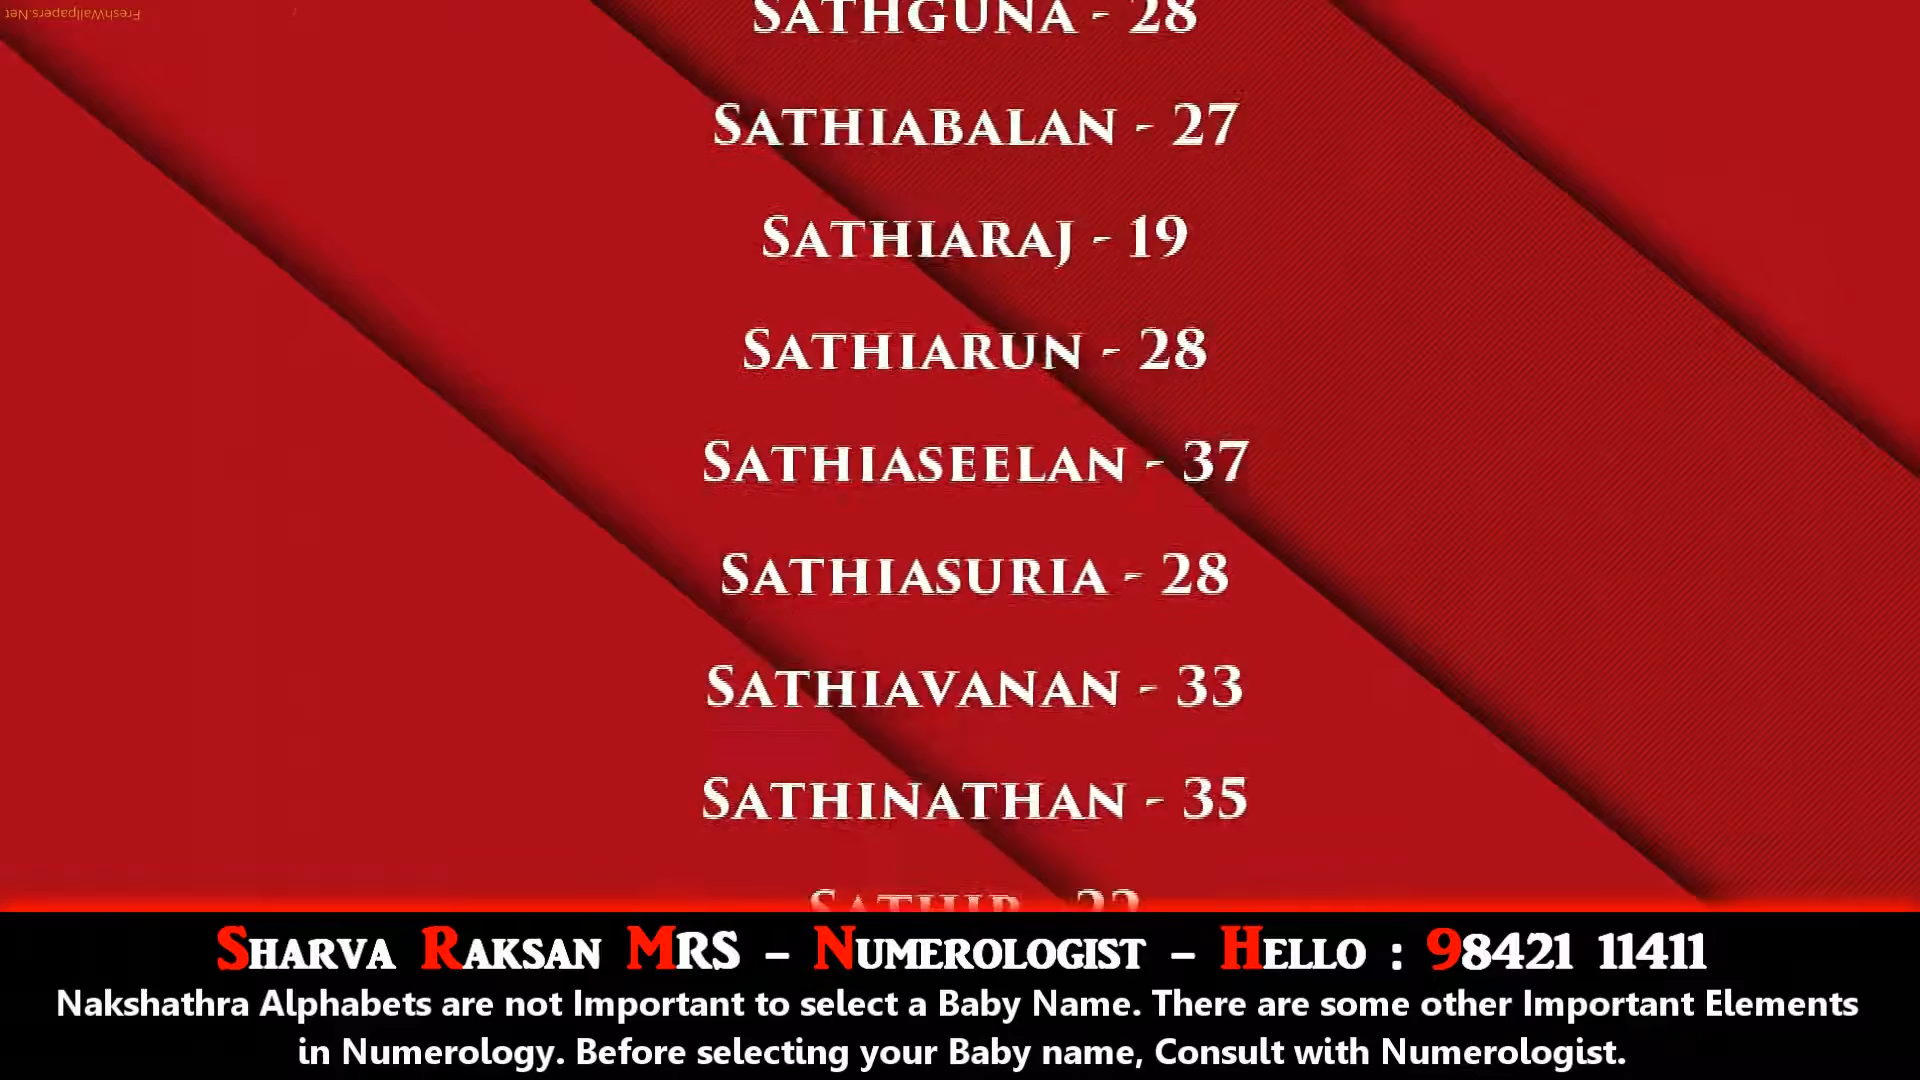 FreshWallpapers.Net
SATHGUNA - 28
SATHIABALAN - 27
SATHIARAJ - 19
SATHIARUN - 28
SATHIASEELAN - 37
SATHIASURIA - 28
SATHIAVANAN - 33
SATHINATHAN - 35
SHARVA RAKSAN MRS – NUMEROLOGIST – HELLO : 98421 11411
Nakshathra Alphabets are not Important to select a Baby Name. There are some other Important Elements
in Numerology. Before selecting your Baby name, Consult with Numerologist.